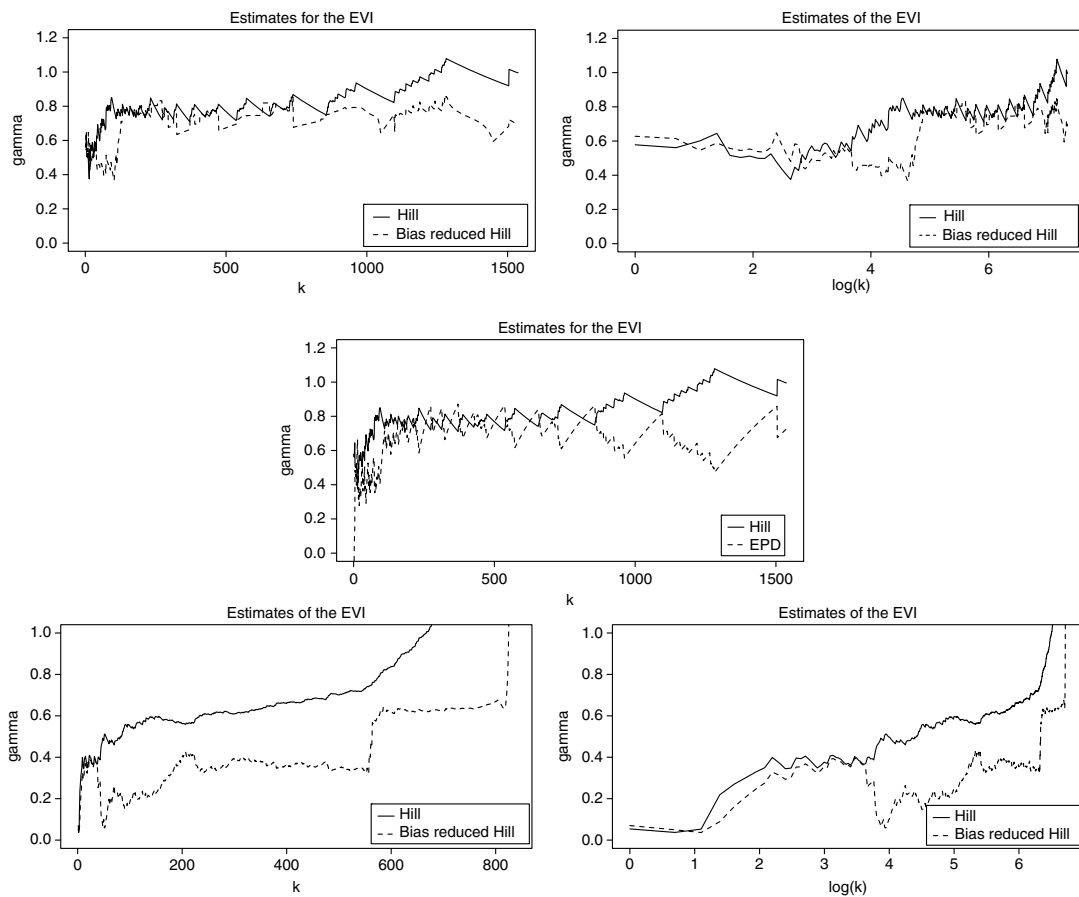 Estimates for the EVI
1.2
1.0
0.8
0.6
0.4
0.2
0.0
gamma
Hill
Bias reduced Hill
0 500 1000 1500
k
Estimates of the EVI
1.2
1.0
0.8
0.6
0.4
0.2
0.0
gamma
Hill
Bias reduced Hill
0 2 4 6
log(k)
Estimates for the EVI
1.2
1.0
0.8
0.6
0.4
0.2
0.0
gamma
Hill
EPD
0 500 1000 1500
k
Estimates of the EVI
1.0
0.8
0.6
0.4
0.2
0.0
gamma
Hill
Bias reduced Hill
0 200 400 600 800
k
Estimates of the EVI
1.0
0.8
0.6
0.4
0.2
0.0
gamma
Hill
Bias reduced Hill
0 1 2 3 4 5 6
log(k)